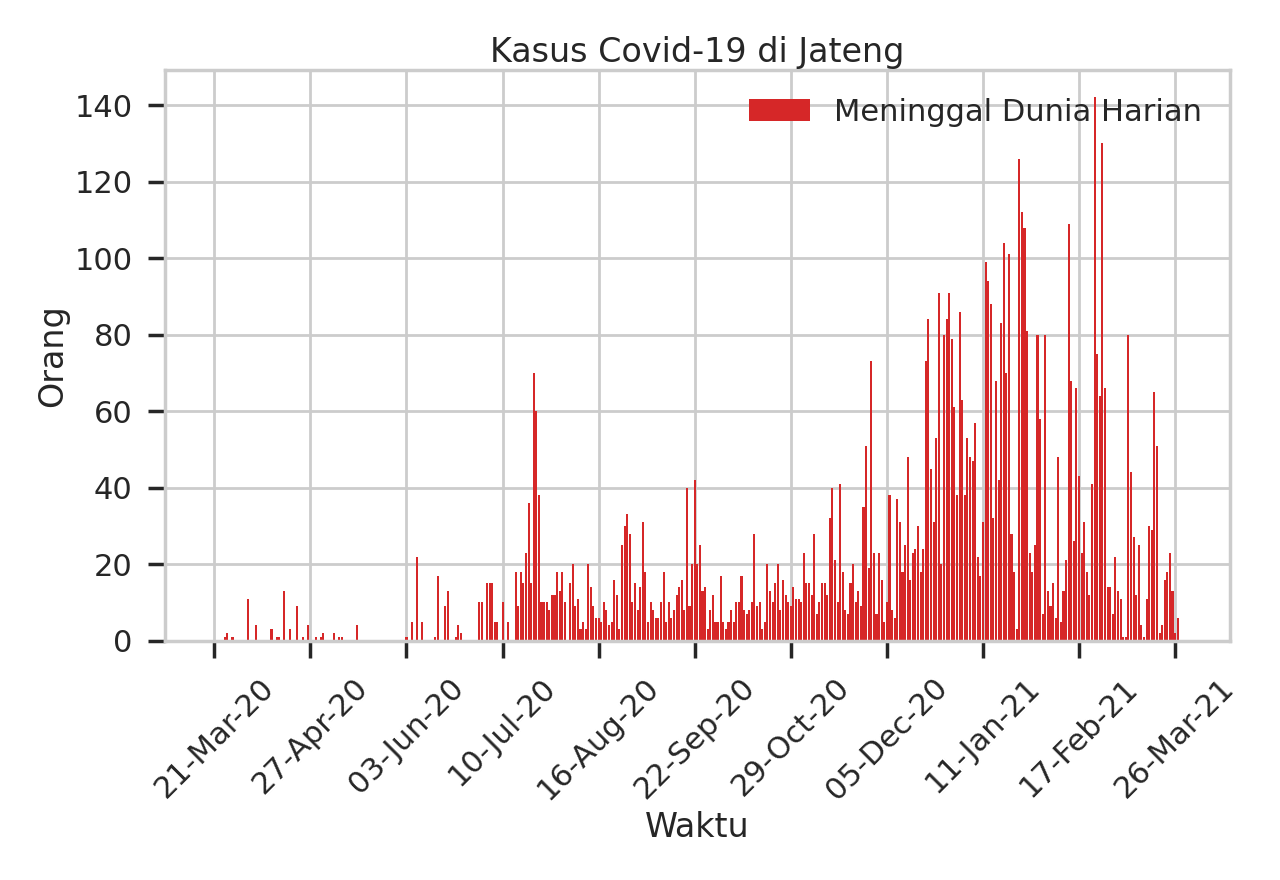 Kasus Covid-19 di Jateng
Meninggal Dunia Harian
140
120
100
80
60
40
20
0
Orang
21-Mar-20
27-Apr-20
03-Jun-20
10-Jul-20
16-Aug-20
22-Sep-20
29-Oct-20
05-Dec-20
11-Jan-21
17-Feb-21
26-Mar-21
Waktu